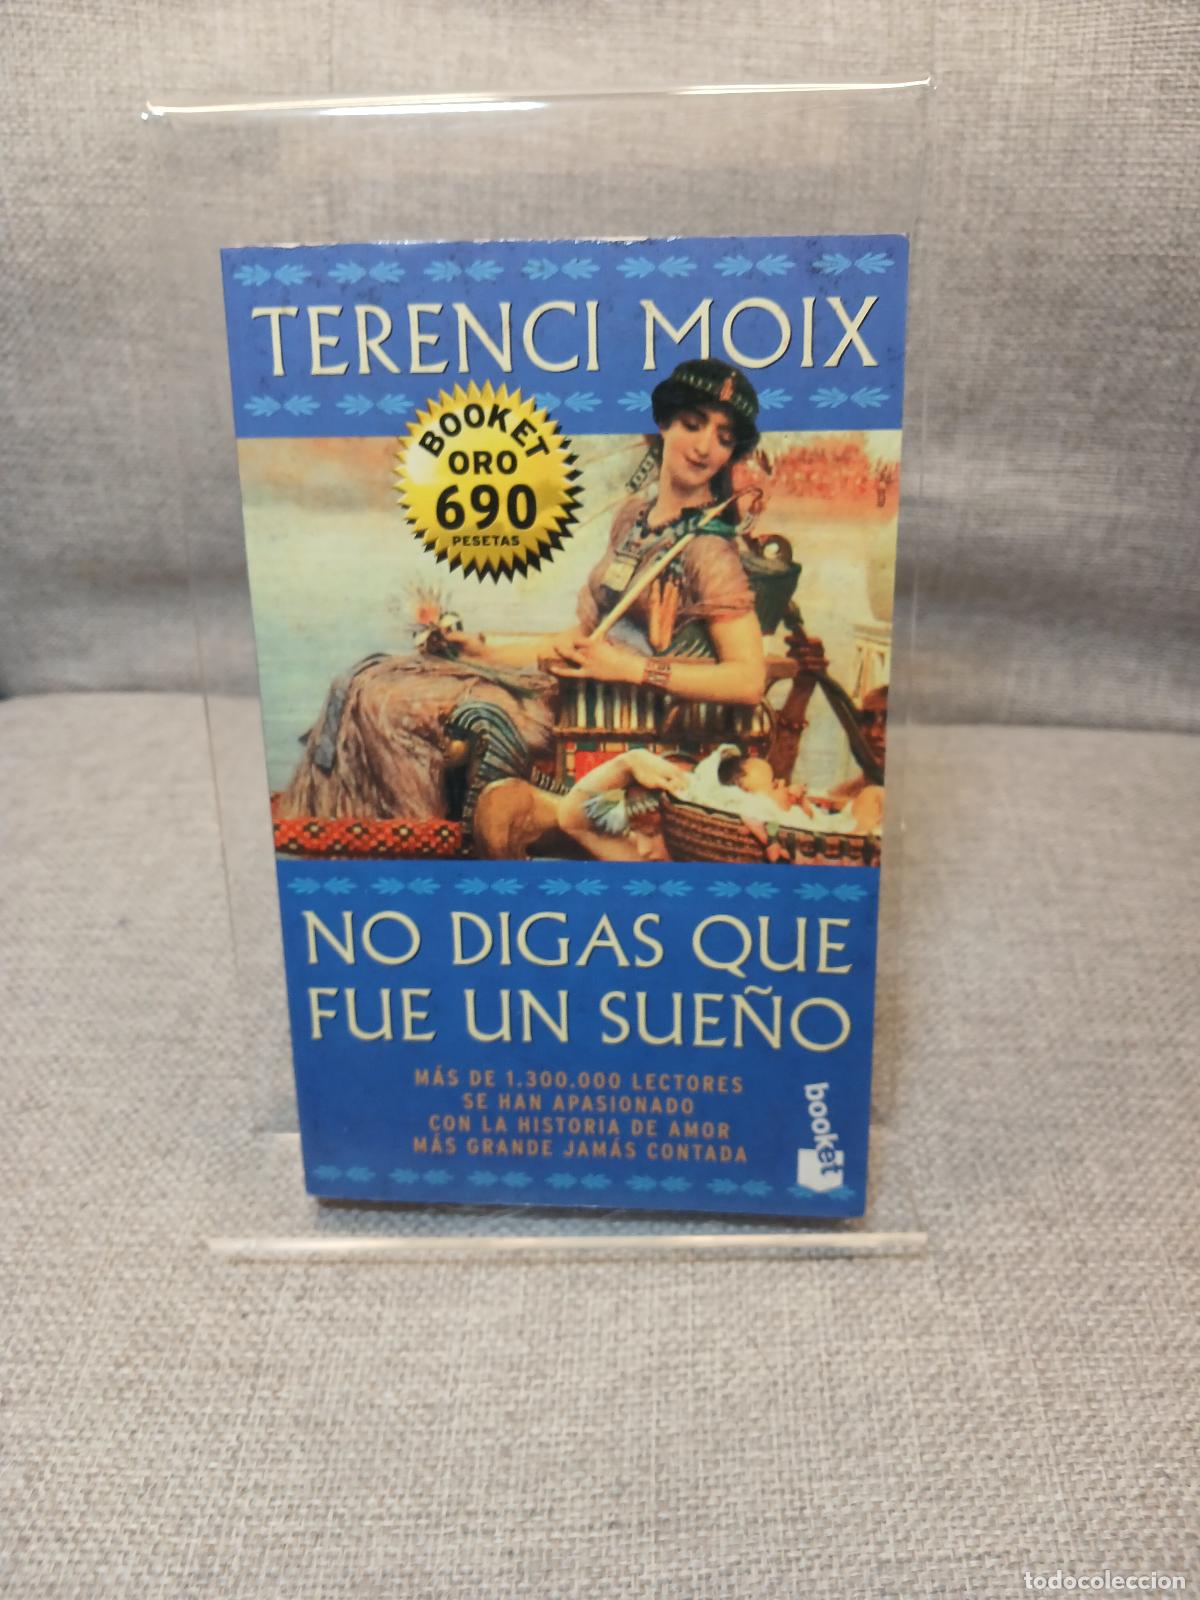 TERENCI MOIX
BOOKET
ORO
690
PESETAS
NO DIGAS QUE
FUE UN SUEÑO
MÁS DE 1.300.000 LECTORES
SE HAN APASIONADO
CON LA HISTORIA DE AMOR
MÁS GRANDE JAMÁS CONTADA
booket
todocoleccion